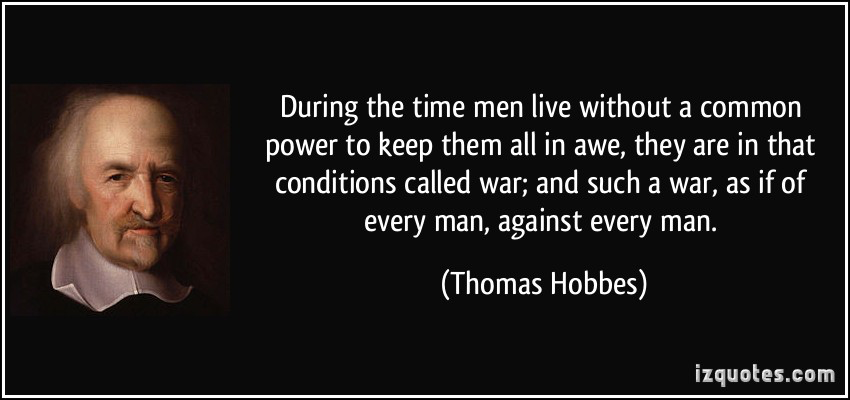 During the time men live without a common
power to keep them all in awe, they are in that
conditions called war; and such a war, as if of
every man, against every man.
(Thomas Hobbes)
izquotes.com